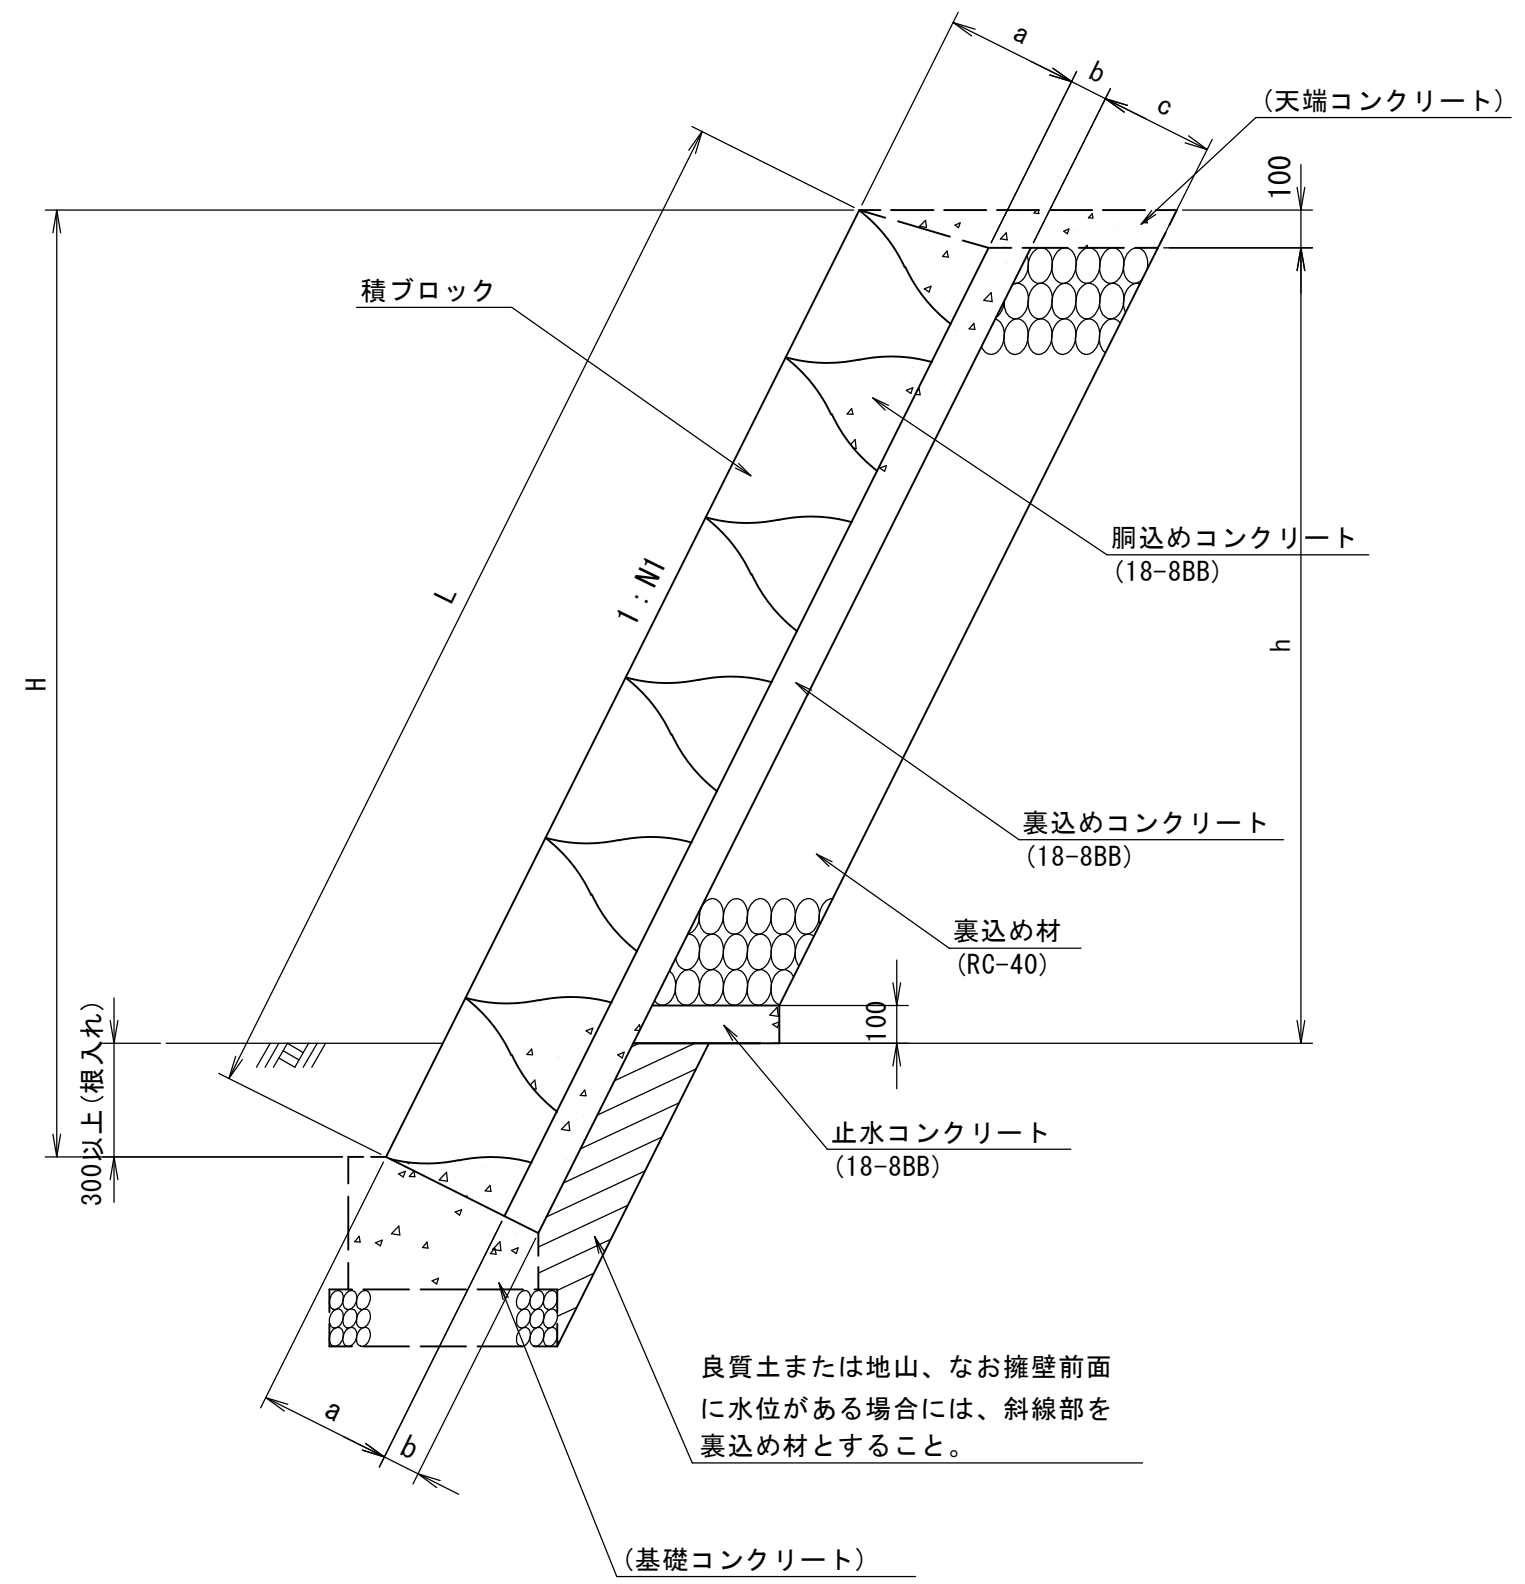 a
b
c
(天端コンクリート)
100
積ブロック
L
1:N1
H
胴込めコンクリート
(18-8BB)
h
裏込めコンクリート
(18-8BB)
裏込め材
(RC-40)
100
300以上(根入れ)
止水コンクリート
(18-8BB)
良質土または地山、なお擁壁前面
に水位がある場合には、斜線部を
裏込め材とすること。
a
b
(基礎コンクリート)